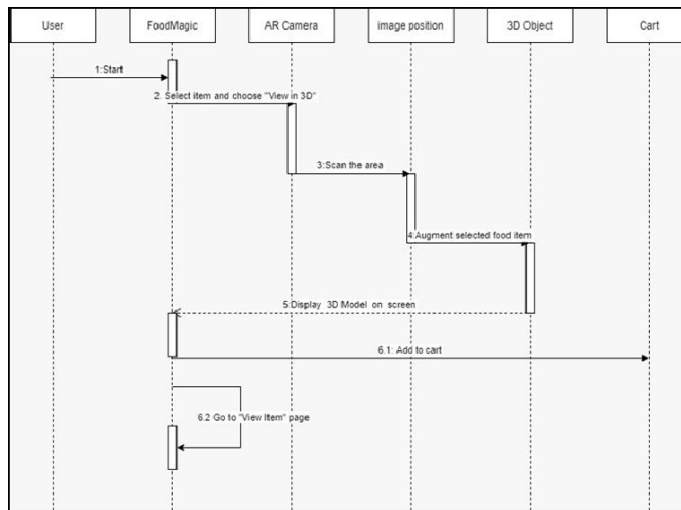 User
FoodMagic
AR Camera
image position
3D Object
Cart
1:Start
2. Select item and choose "View in 3D"
3:Scan the area
4:Augment selected food item
5:Display 3D Model on screen
6.1: Add to cart
6.2 Go to "View Item" page